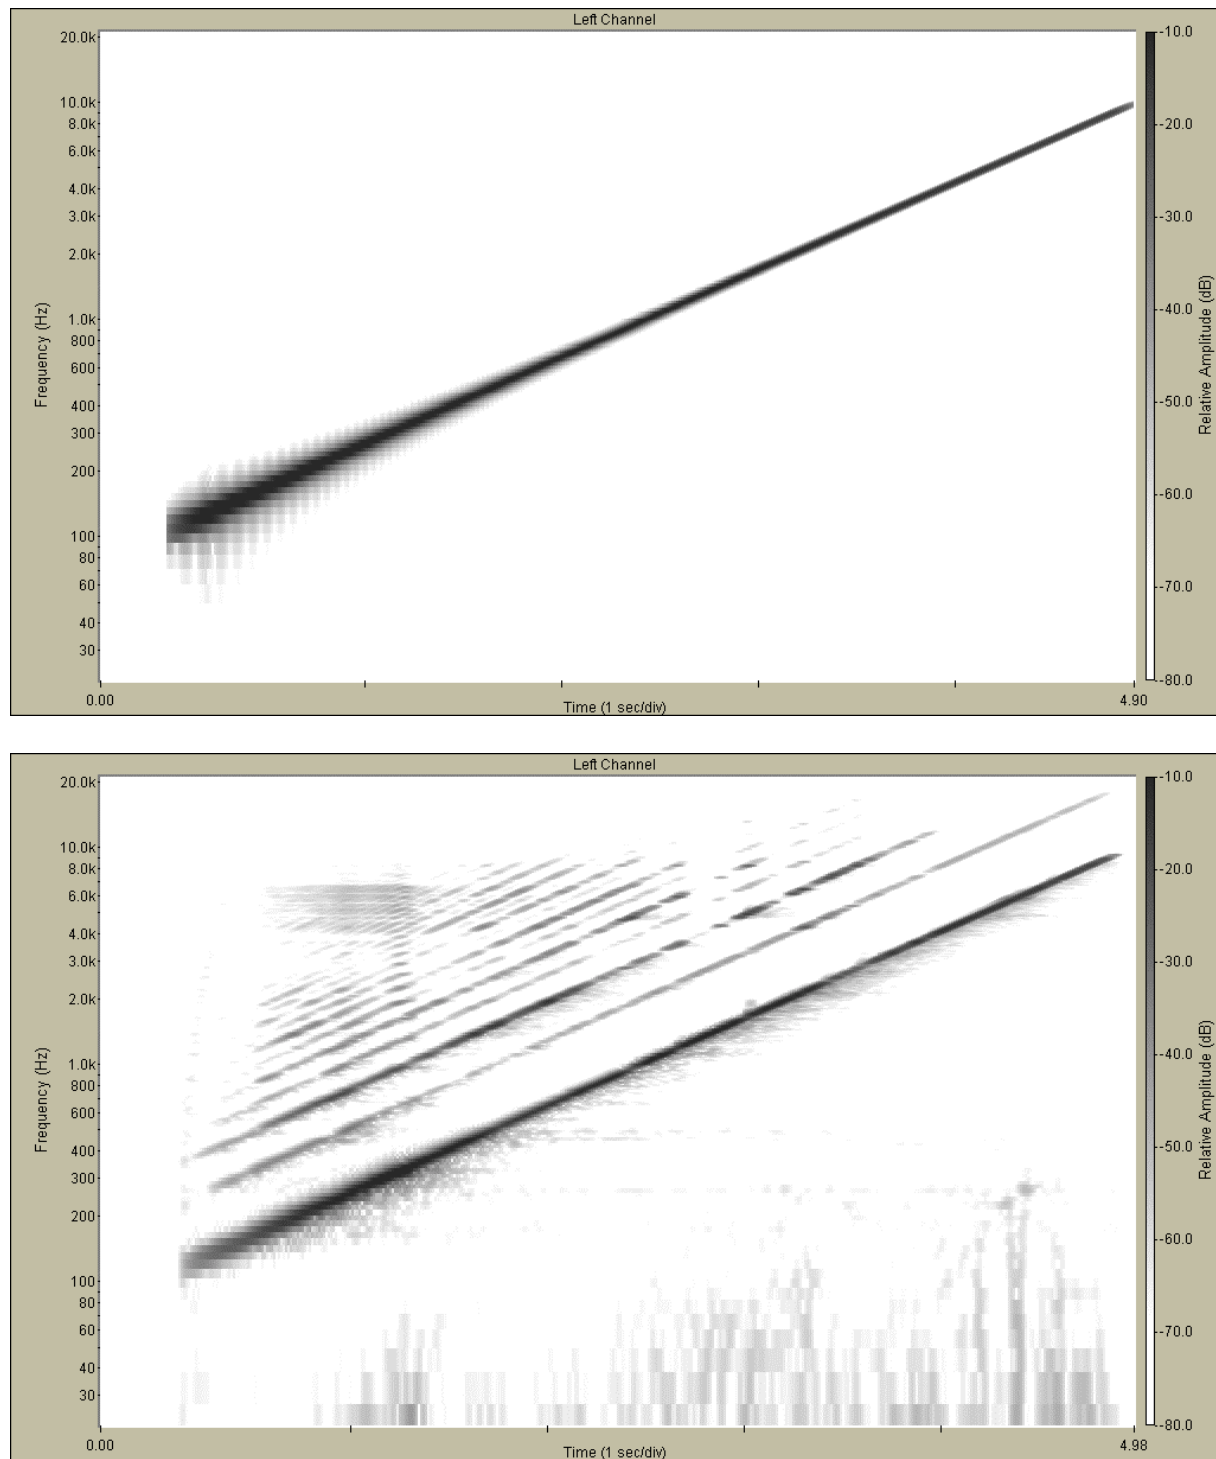 Left Channel
20.0k
10.0k
8.0k
6.0k
4.0k
3.0k
2.0k
1.0k
800
600
400
300
200
100
80
60
40
30
Frequency (Hz)
-10.0
-20.0
-30.0
-40.0
-50.0
-60.0
-70.0
-80.0
Relative Amplitude (dB)
0.00
4.90
Time (1 sec/div)
Left Channel
20.0k
10.0k
8.0k
6.0k
4.0k
3.0k
2.0k
1.0k
800
600
400
300
200
100
80
60
40
30
Frequency (Hz)
-10.0
-20.0
-30.0
-40.0
-50.0
-60.0
-70.0
-80.0
Relative Amplitude (dB)
0.00
4.98
Time (1 sec/div)